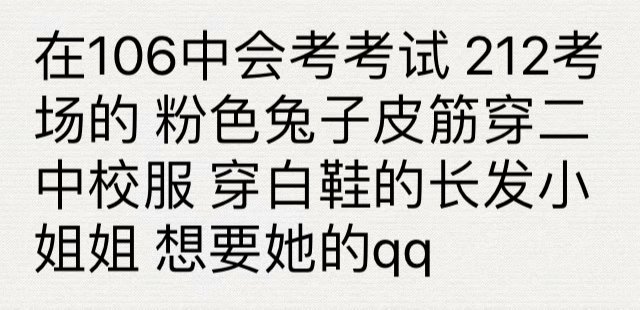 在106中会考考试 212考
场的 粉色兔子皮筋穿二
中校服 穿白鞋的长发小
姐姐 想要她的qq